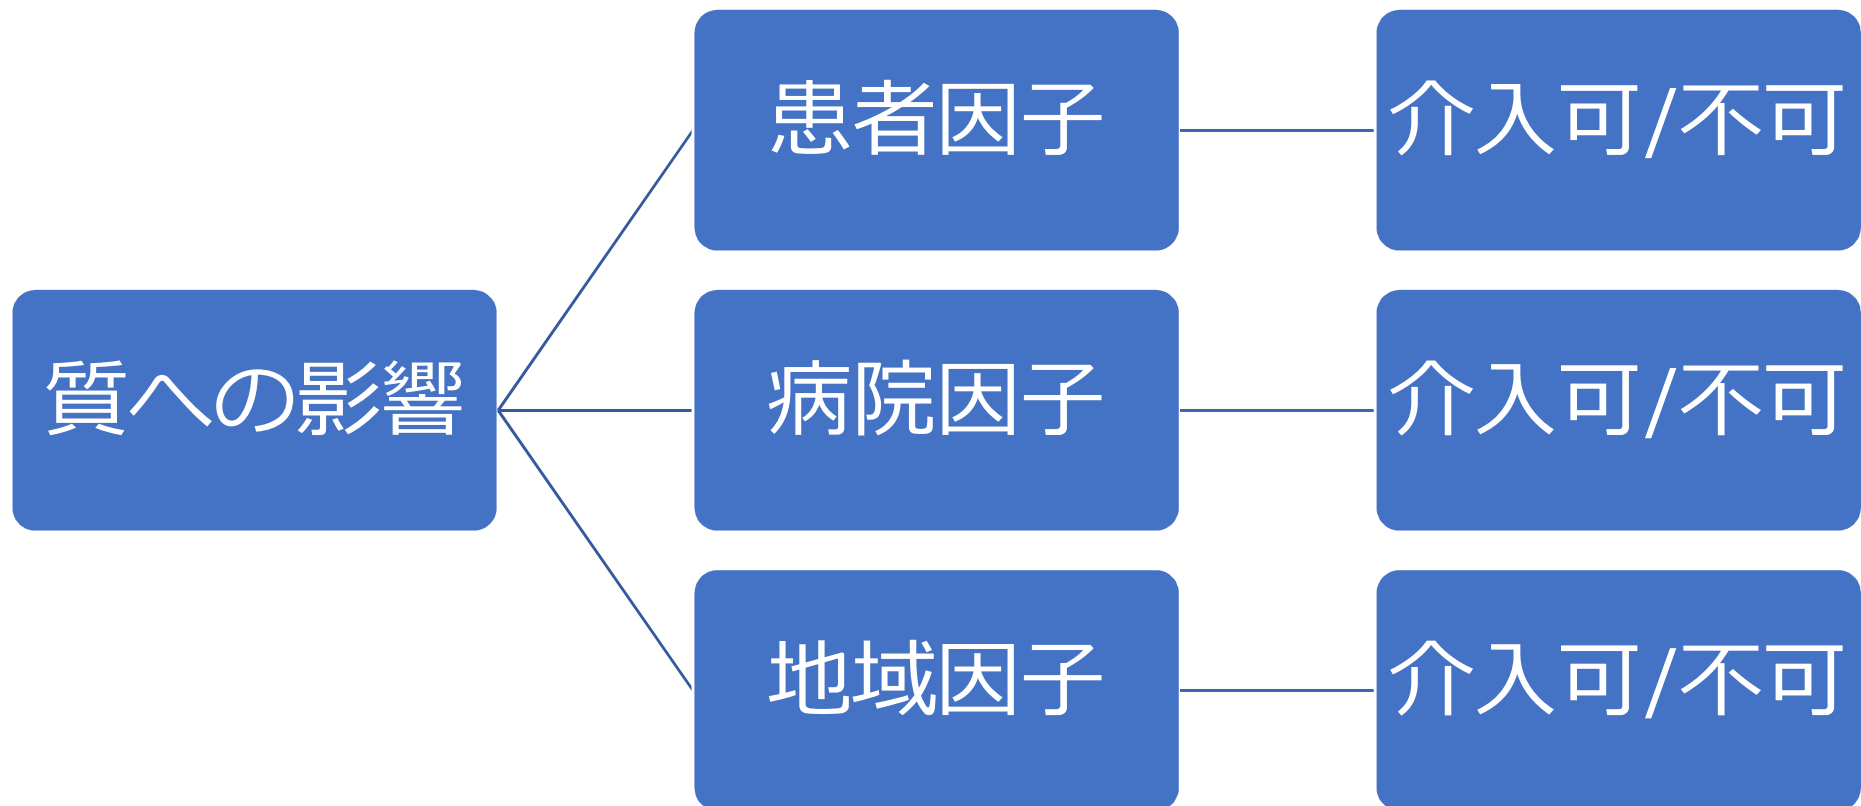 患者因子
介入可/不可
質への影響
病院因子
介入可/不可
地域因子
介入可/不可